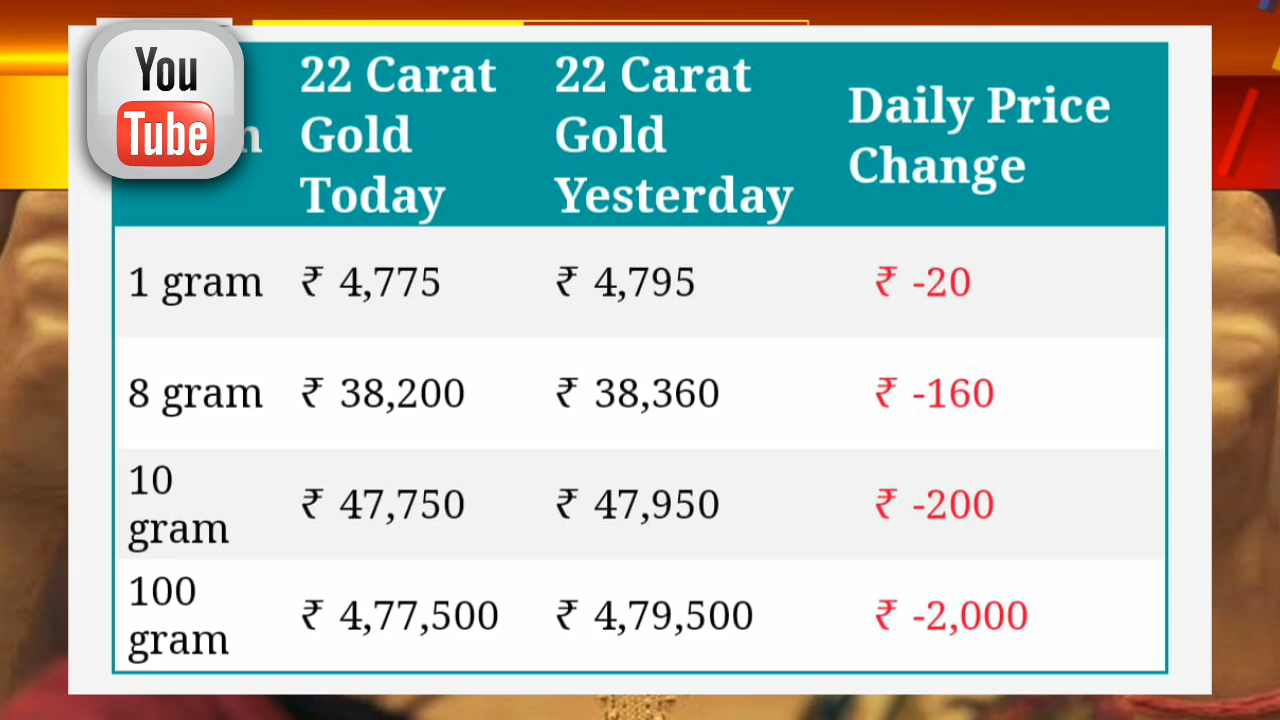 You
Tube
22 Carat
Gold
Today
22 Carat
Gold
Yesterday
Daily Price
Change
1 gram ₹ 4,775 ₹ 4,795 ₹ -20
8 gram ₹ 38,200 ₹ 38,360 ₹ -160
10
gram ₹ 47,750 ₹ 47,950 ₹ -200
100
gram ₹ 4,77,500 ₹ 4,79,500 ₹ -2,000